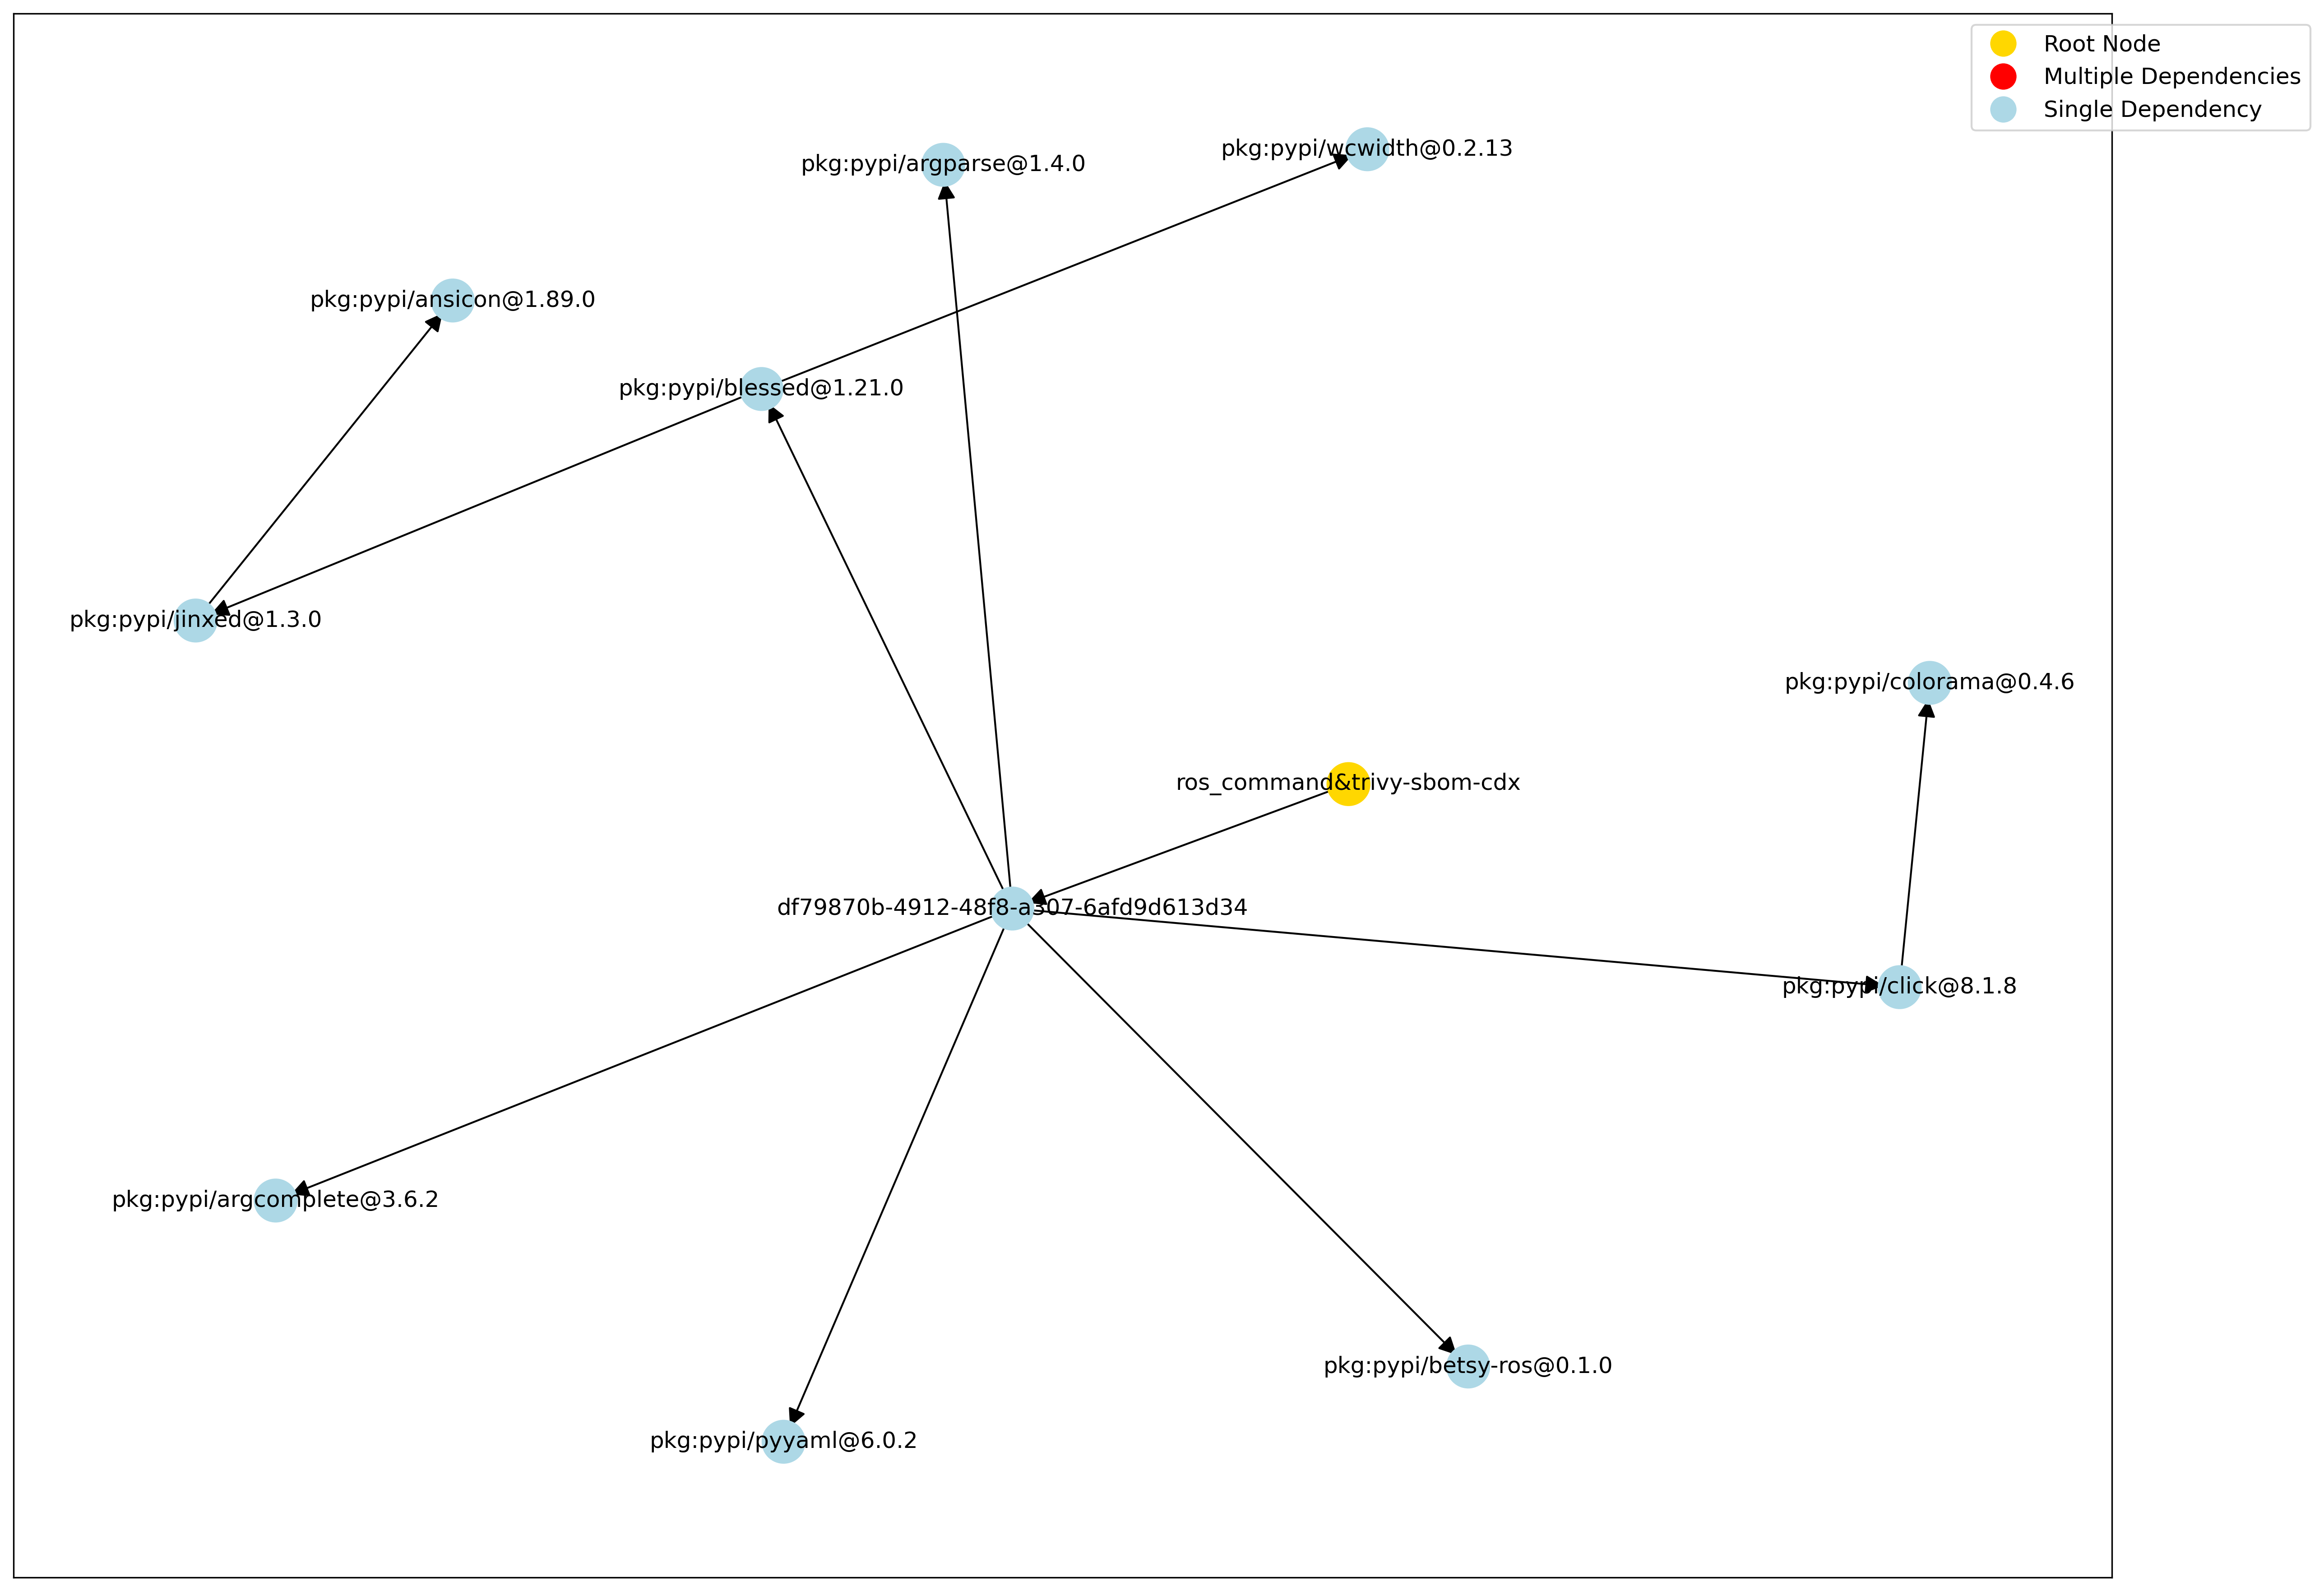 Root Node
Multiple Dependencies
Single Dependency
pkg:pypi/wcwidth@0.2.13
pkg:pypi/argparse@1.4.0
pkg:pypi/ansicon@1.89.0
pkg:pypi/blessed@1.21.0
pkg:pypi/jinxed@1.3.0
pkg:pypi/colorama@0.4.6
ros_command&trivy-sbom-cdx
df79870b-4912-48f8-a307-6afd9d613d34
pkg:pypi/click@8.1.8
pkg:pypi/argcomplete@3.6.2
pkg:pypi/betsy-ros@0.1.0
pkg:pypi/pyyaml@6.0.2